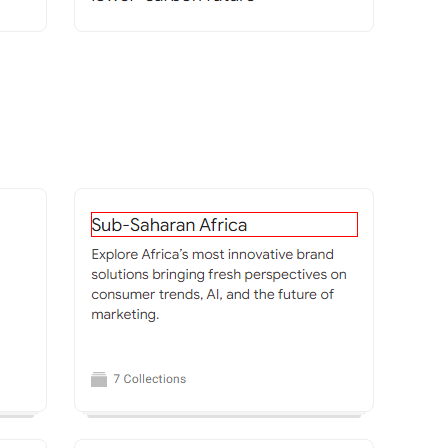 Sub-Saharan Africa
Explore Africa's most innovative brand
solutions bringing fresh perspectives on
consumer trends, AI, and the future of
marketing.
7 Collections